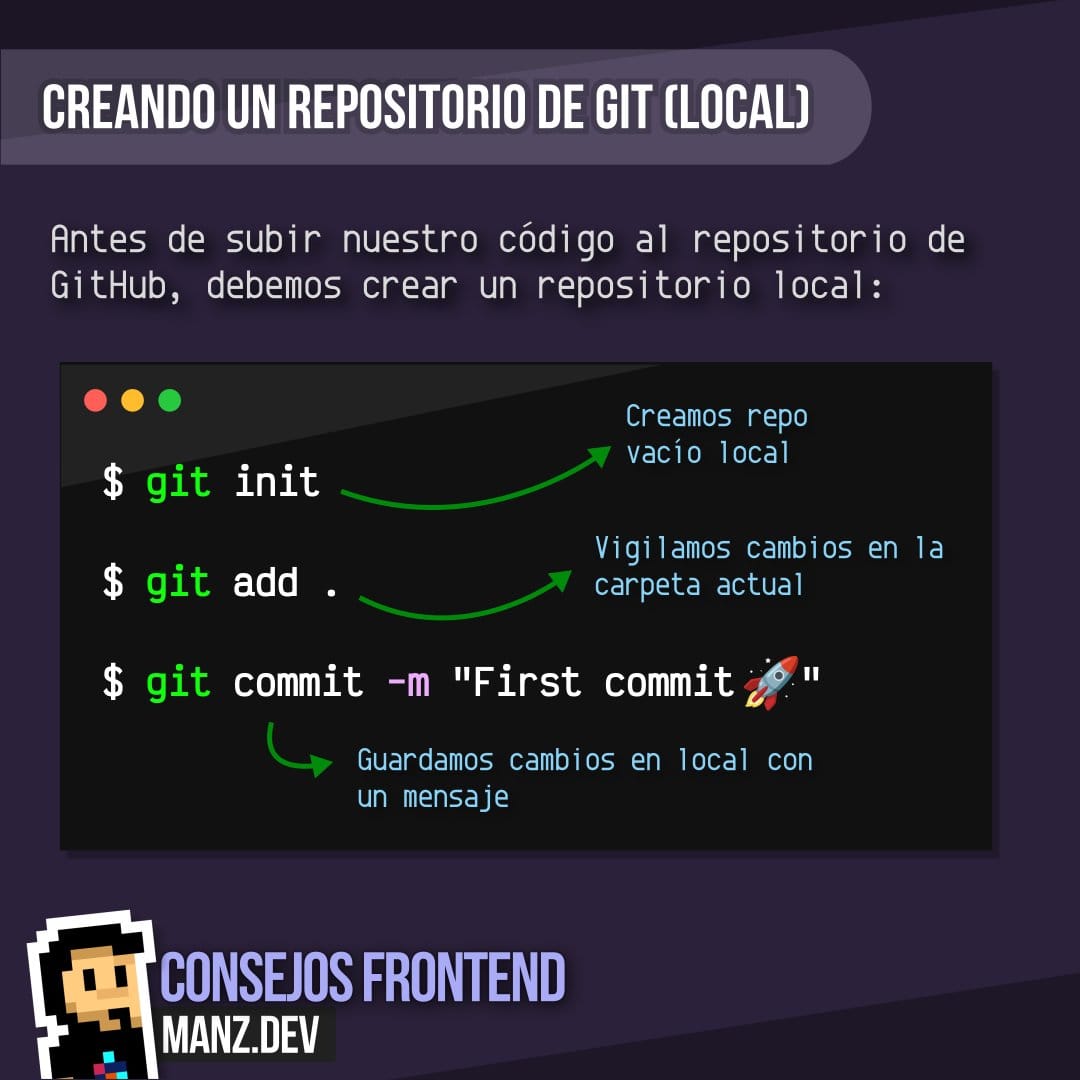 CREANDO UN REPOSITORIO DE GIT (LOCAL)
Antes de subir nuestro código al repositorio de
GitHub, debemos crear un repositorio local:
$ git init
Creamos repo
vacío local
$ git add .
Vigilamos cambios en la
carpeta actual
$ git commit -m "First commit🚀"
Guardamos cambios en local con
un mensaje
CONSEJOS FRONTEND
MANZ.DEV